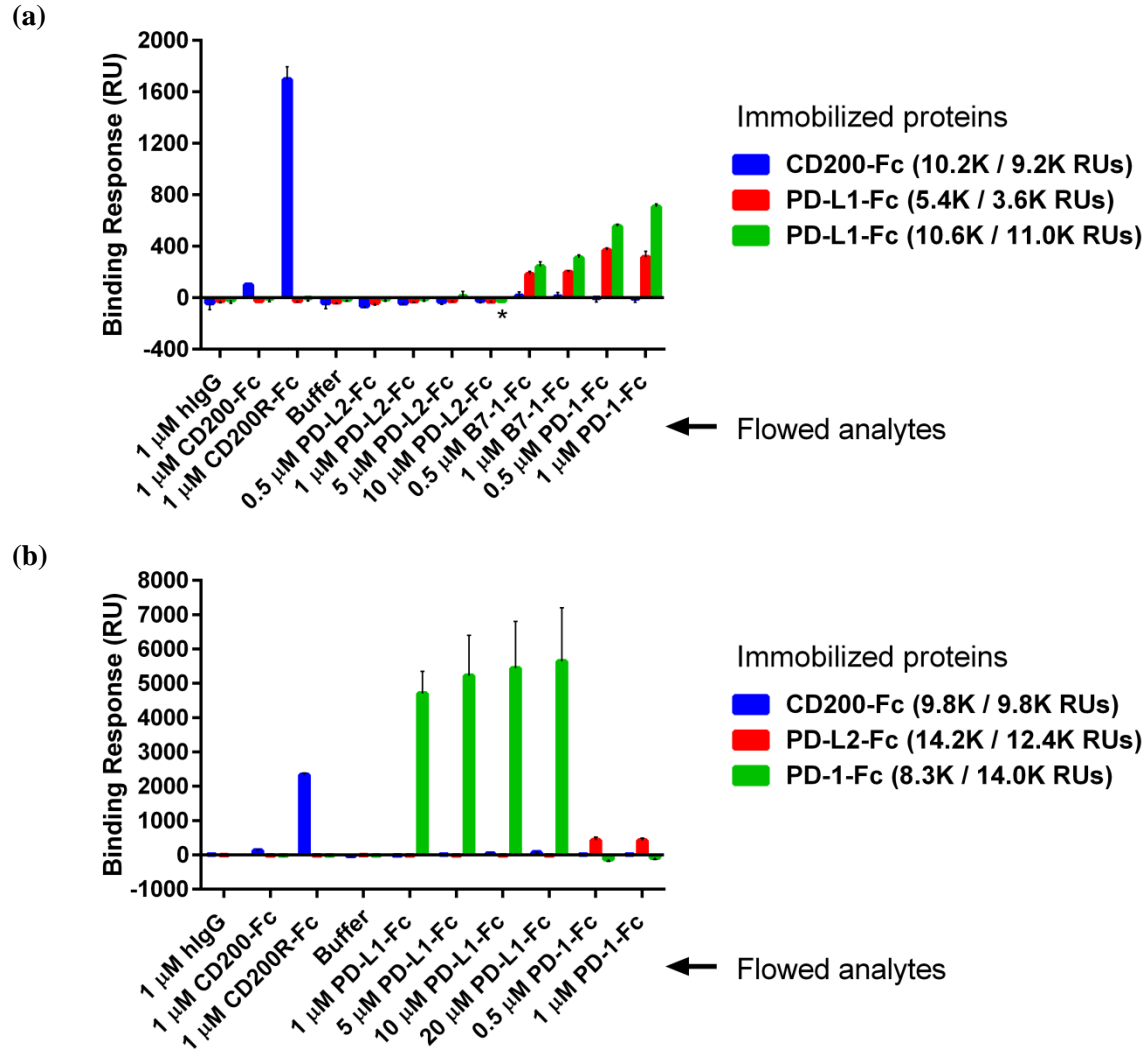 (a)
Binding Response (RU)
2000
1600
1200
800
400
0
-400
*
1 μM hIgG
1 μM CD200-Fc
1 μM CD200R-Fc
Buffer
0.5 μM PD-L2-Fc
1 μM PD-L2-Fc
5 μM PD-L2-Fc
10 μM PD-L2-Fc
0.5 μM B7-1-Fc
1 μM B7-1-Fc
0.5 μM PD-1-Fc
1 μM PD-1-Fc
Immobilized proteins
CD200-Fc (10.2K / 9.2K RUs)
PD-L1-Fc (5.4K / 3.6K RUs)
PD-L1-Fc (10.6K / 11.0K RUs)
Flowed analytes
(b)
Binding Response (RU)
8000
7000
6000
5000
4000
3000
2000
1000
0
-1000
1 μM hIgG
1 μM CD200-Fc
1 μM CD200R-Fc
Buffer
1 μM PD-L1-Fc
5 μM PD-L1-Fc
10 μM PD-L1-Fc
20 μM PD-L1-Fc
0.5 μM PD-1-Fc
1 μM PD-1-Fc
Immobilized proteins
CD200-Fc (9.8K / 9.8K RUs)
PD-L2-Fc (14.2K / 12.4K RUs)
PD-1-Fc (8.3K / 14.0K RUs)
Flowed analytes